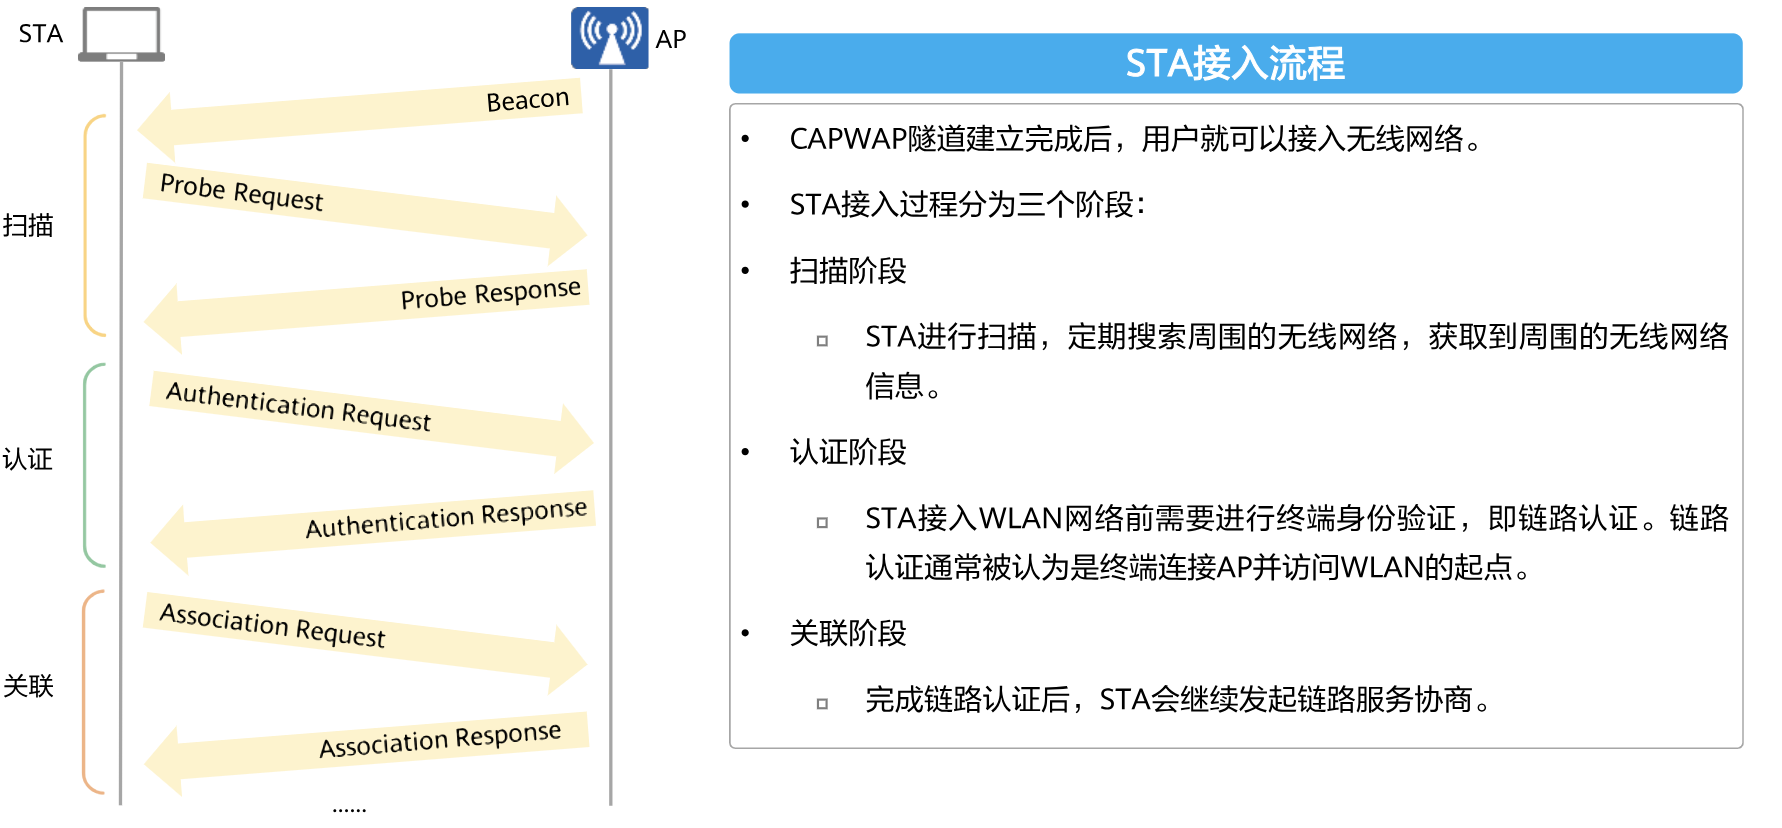 STA
AP
Beacon
Probe Request
扫描
Probe Response
Authentication Request
认证
Authentication Response
Association Request
关联
Association Response
......
STA接入流程
• CAPWAP隧道建立完成后，用户就可以接入无线网络。
• STA接入过程分为三个阶段：
• 扫描阶段
▫ STA进行扫描，定期搜索周围的无线网络，获取到周围的无线网络
信息。
• 认证阶段
▫ STA接入WLAN网络前需要进行终端身份验证，即链路认证。链路
认证通常被认为是终端连接AP并访问WLAN的起点。
• 关联阶段
▫ 完成链路认证后，STA会继续发起链路服务协商。